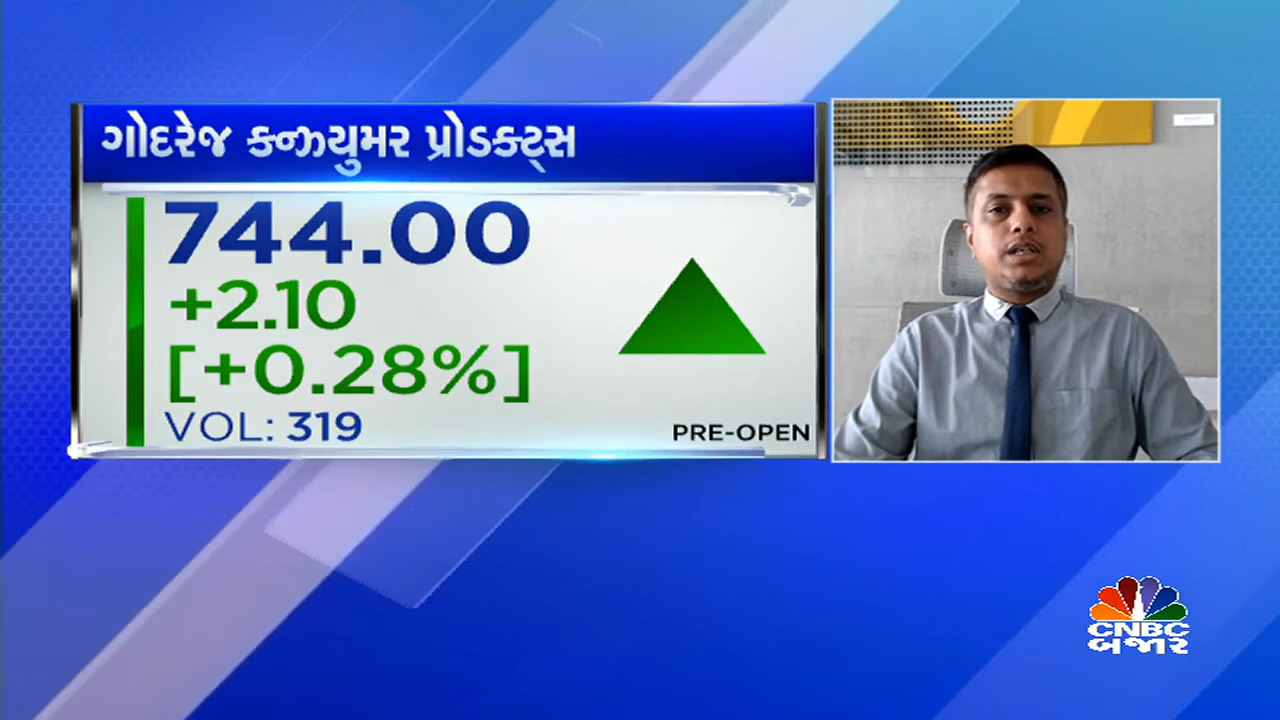 ગોદરેજ કન્ઝ્યુમર પ્રોડક્ટ્સ
744.00
+2.10
[+0.28%]
VOL: 319
PRE-OPEN
CNBC
બજાર